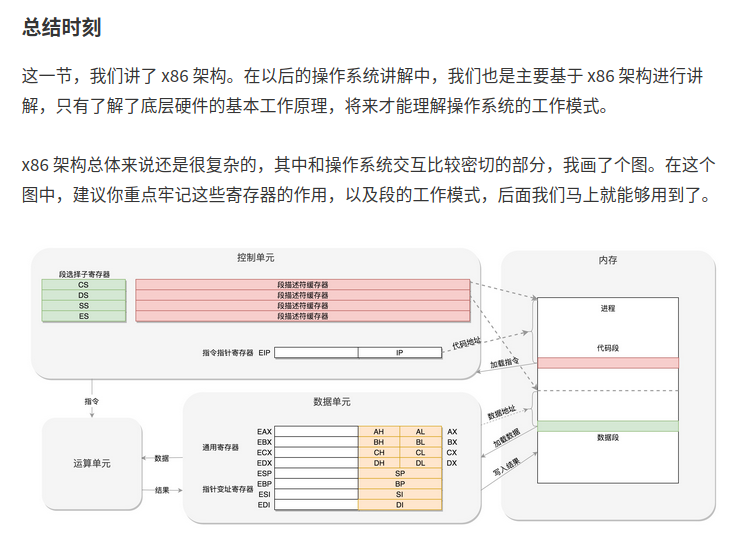 总结时刻
这一节，我们讲了 x86 架构。在以后的操作系统讲解中，我们也是主要基于 x86 架构进行讲
解，只有了解了底层硬件的基本工作原理，将来才能理解操作系统的工作模式。
x86 架构总体来说还是很复杂的，其中和操作系统交互比较密切的部分，我画了个图。在这个
图中，建议你重点牢记这些寄存器的作用，以及段的工作模式，后面我们马上就能够用到了。
控制单元
段选择子寄存器
CS
段描述符缓存器
DS
段描述符缓存器
SS
段描述符缓存器
ES
段描述符缓存器
指令指针寄存器 EIP
IP
代码地址
加载指令
内存
进程
代码段
数据段
指令
运算单元
数据
结果
数据单元
通用寄存器
EAX
AH
AL
AX
EBX
BH
BL
BX
ECX
CH
CL
CX
EDX
DH
DL
DX
指针变址寄存器
ESP
SP
EBP
BP
ESI
SI
EDI
DI
数据地址
加载数据
写入结果